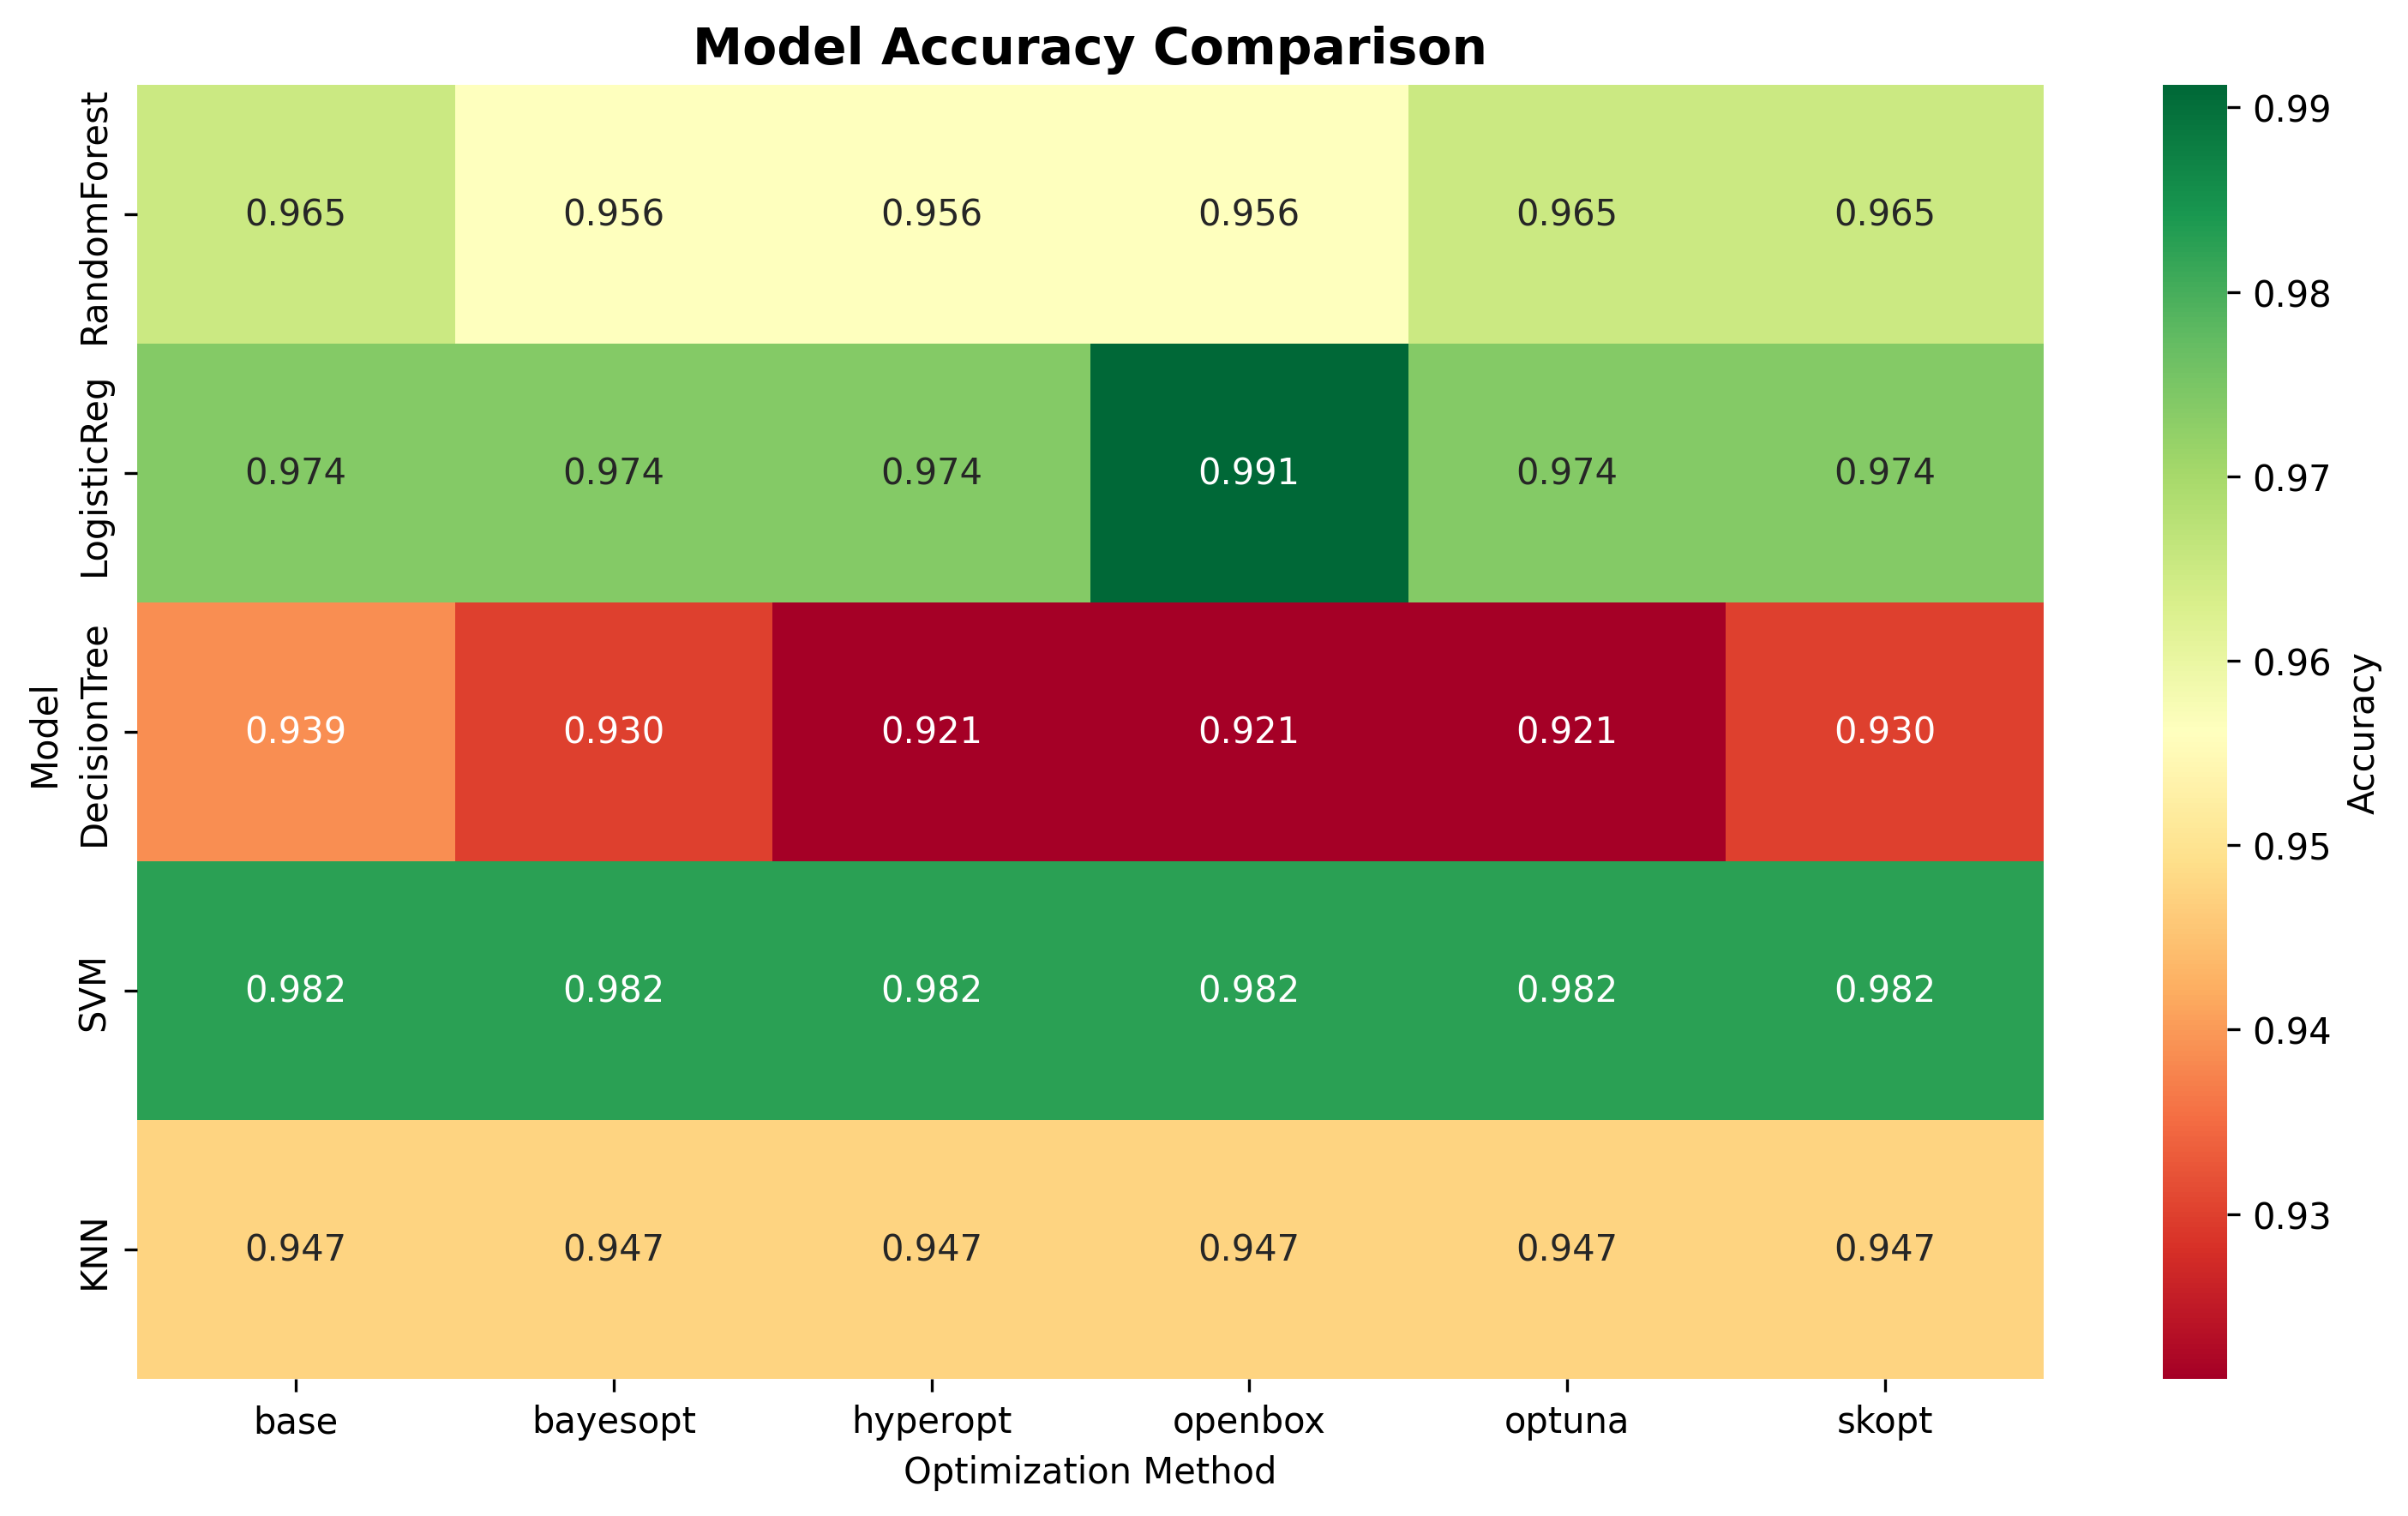 Model Accuracy Comparison
Model
RandomForest
0.965 0.956 0.956 0.956 0.965 0.965
LogisticReg
0.974 0.974 0.974 0.991 0.974 0.974
DecisionTree
0.939 0.930 0.921 0.921 0.921 0.930
SVM
0.982 0.982 0.982 0.982 0.982 0.982
KNN
0.947 0.947 0.947 0.947 0.947 0.947
base bayesopt hyperopt openbox optuna skopt
Optimization Method
0.99
0.98
0.97
0.96
0.95
0.94
0.93
Accuracy